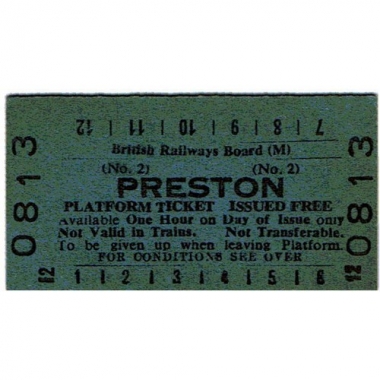 7 | 8 | 9 | 10 | 11 | 12
British Railways Board (M)
(No. 2) (No. 2)
PRESTON
PLATFORM TICKET ISSUED FREE
Available One Hour on Day of Issue only
Not Valid in Trains. Not Transferable.
To be given up when leaving Platform.
FOR CONDITIONS SEE OVER
1 | 2 | 3 | 4 | 5 | 6
0813
0813